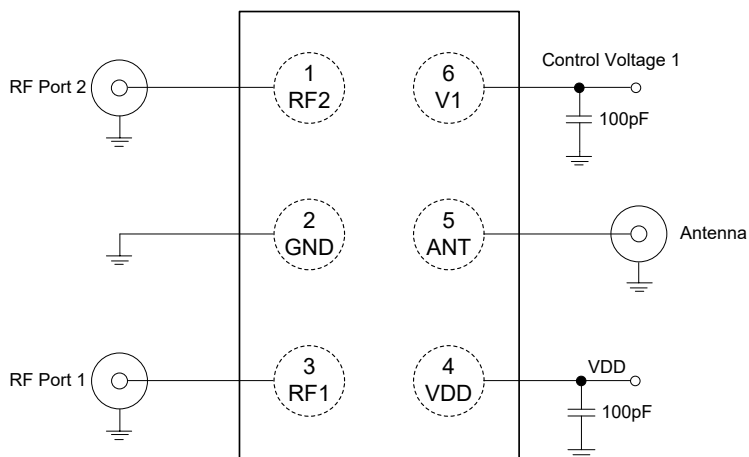 RF Port 2
1
RF2
6
V1
Control Voltage 1
100pF
2
GND
5
ANT
Antenna
RF Port 1
3
RF1
4
VDD
VDD
100pF